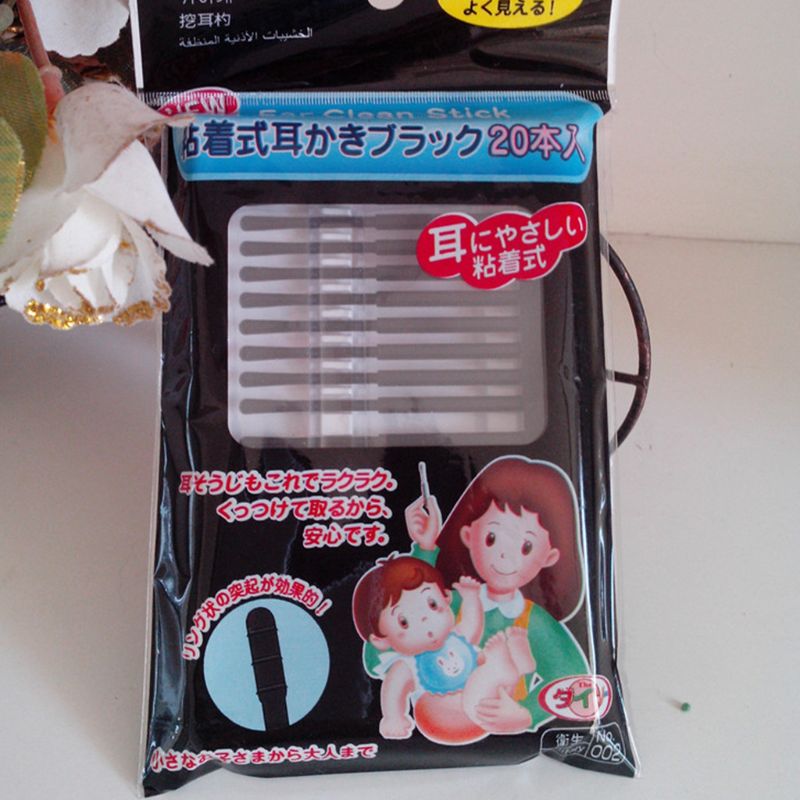 挖耳杓
الخشيبات الأذنية المنظفة
よく見える！
NEW
Ear Clean Stick
粘着式耳かきブラック20本入
耳にやさしい
粘着式
耳そうじもこれでラクラク。
くっつけて取るから、
安心です。
リング状の突起が効果的！
The
ダイソ
衛生 No.
002
小さなお子さまから大人まで